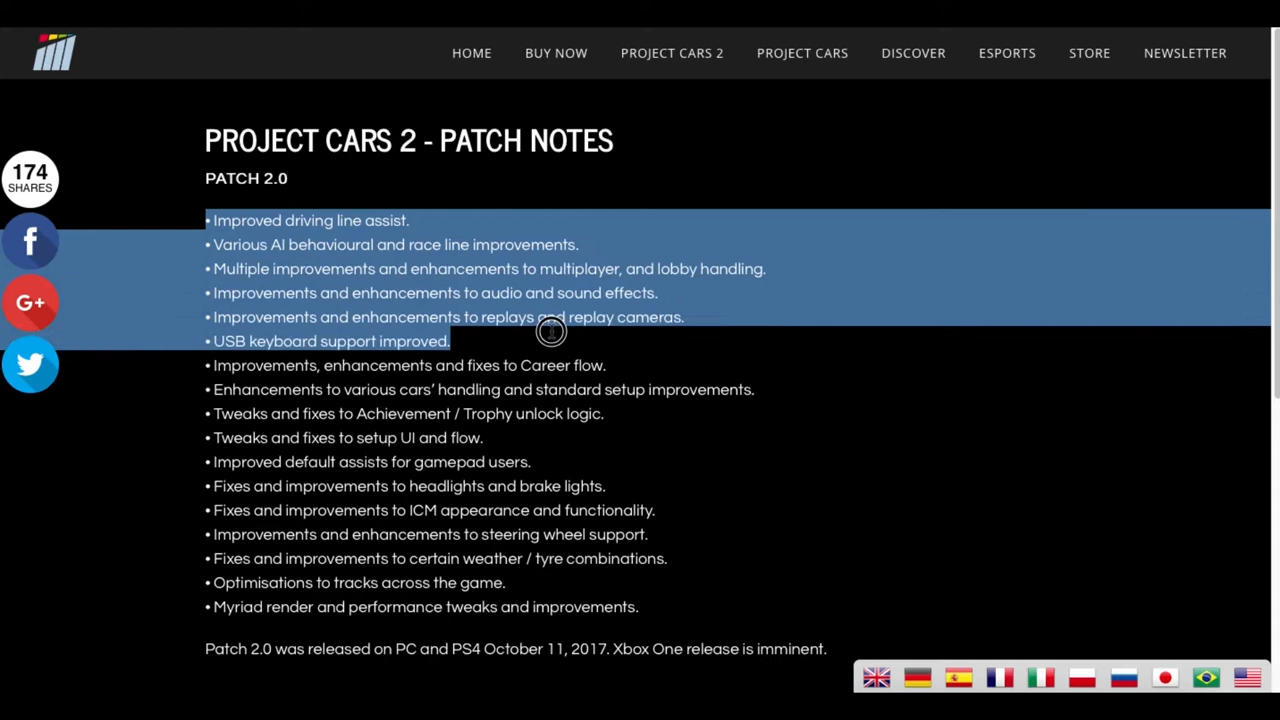 HOME BUY NOW PROJECT CARS 2 PROJECT CARS DISCOVER ESPORTS STORE NEWSLETTER
PROJECT CARS 2 - PATCH NOTES
PATCH 2.0
174
SHARES
• Improved driving line assist.
• Various AI behavioural and race line improvements.
• Multiple improvements and enhancements to multiplayer, and lobby handling.
• Improvements and enhancements to audio and sound effects.
• Improvements and enhancements to replays and replay cameras.
• USB keyboard support improved.
• Improvements, enhancements and fixes to Career flow.
• Enhancements to various cars’ handling and standard setup improvements.
• Tweaks and fixes to Achievement / Trophy unlock logic.
• Tweaks and fixes to setup UI and flow.
• Improved default assists for gamepad users.
• Fixes and improvements to headlights and brake lights.
• Fixes and improvements to ICM appearance and functionality.
• Improvements and enhancements to steering wheel support.
• Fixes and improvements to certain weather / tyre combinations.
• Optimisations to tracks across the game.
• Myriad render and performance tweaks and improvements.
Patch 2.0 was released on PC and PS4 October 11, 2017. Xbox One release is imminent.